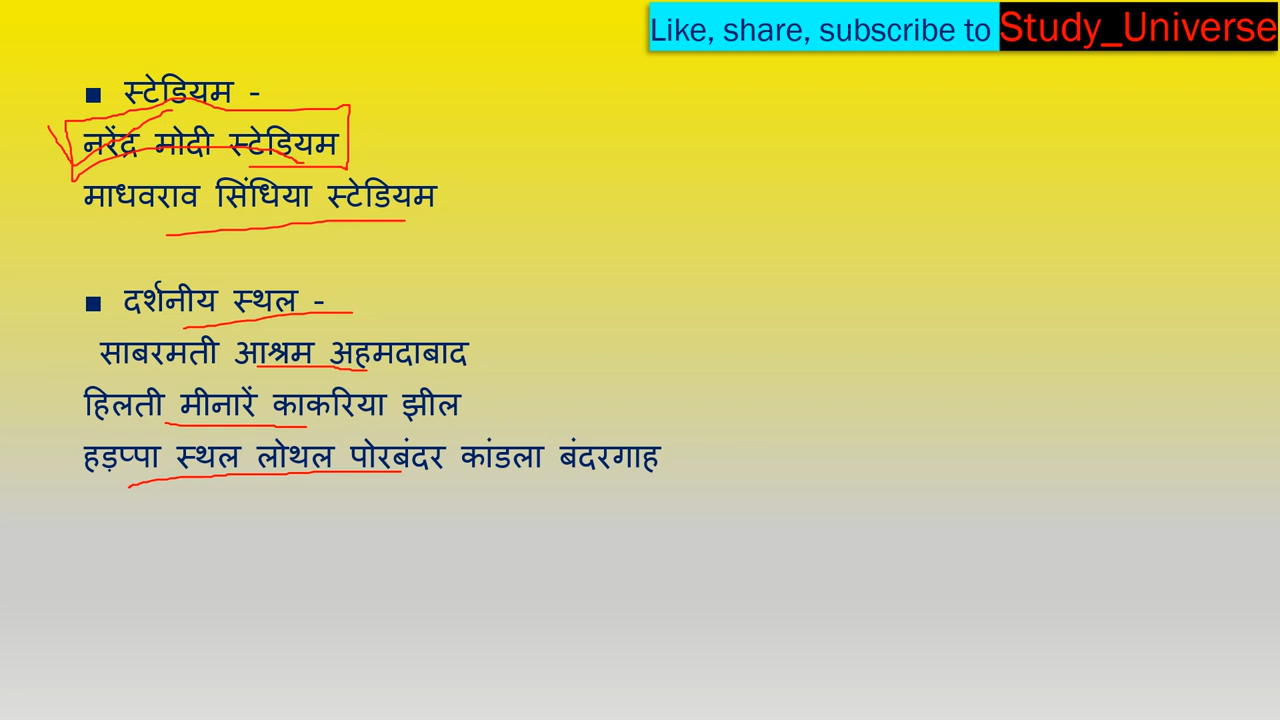 Like, share, subscribe to Study_Universe
■ स्टेडियम -
नरेंद्र मोदी स्टेडियम
माधवराव सिंधिया स्टेडियम
■ दर्शनीय स्थल -
साबरमती आश्रम अहमदाबाद
हिलती मीनारें काकरिया झील
हड़प्पा स्थल लोथल पोरबंदर कांडला बंदरगाह